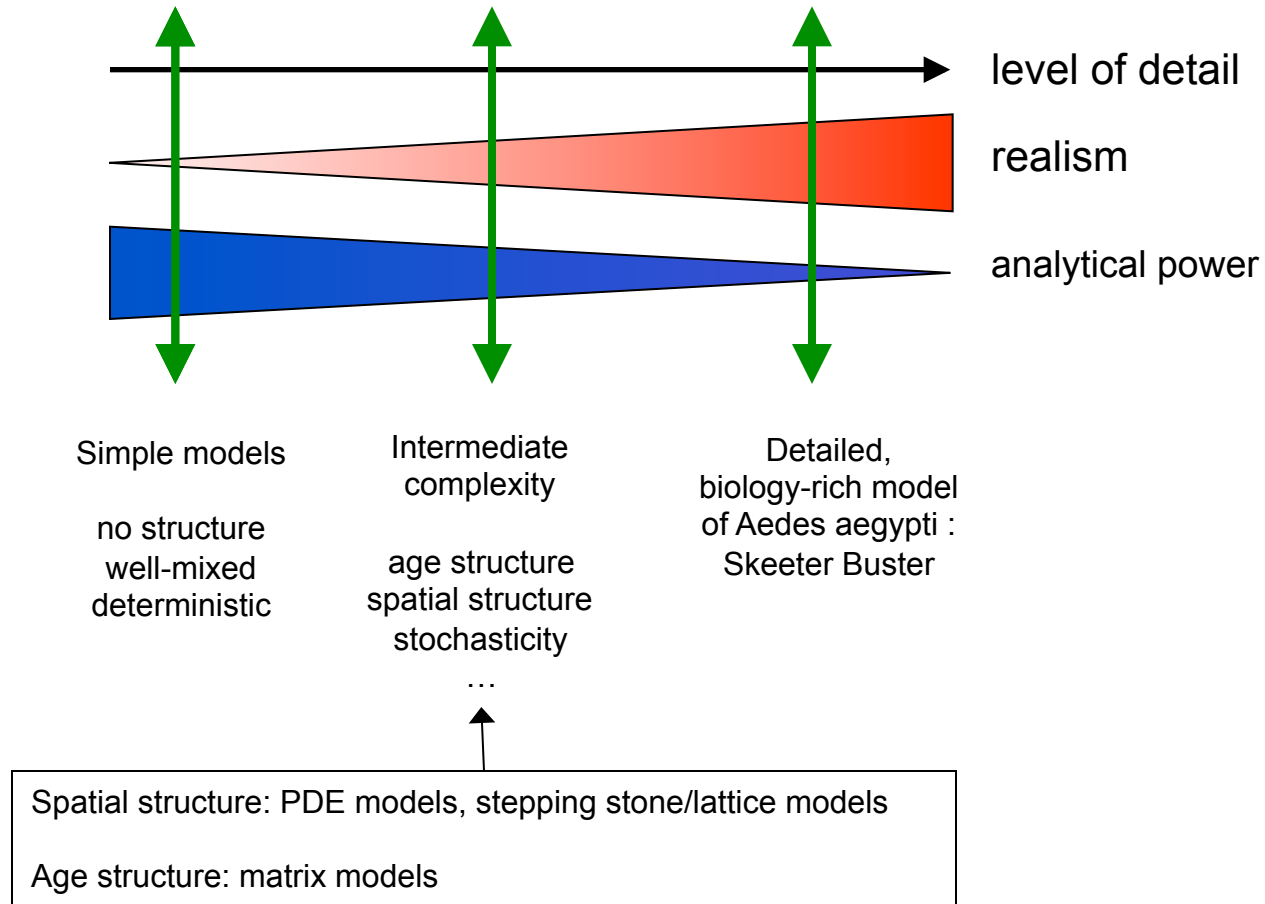 level of detail
realism
analytical power
Simple models
no structure
well-mixed
deterministic
Intermediate
complexity
age structure
spatial structure
stochasticity
…
Detailed,
biology-rich model
of Aedes aegypti :
Skeeter Buster
Spatial structure: PDE models, stepping stone/lattice models
Age structure: matrix models